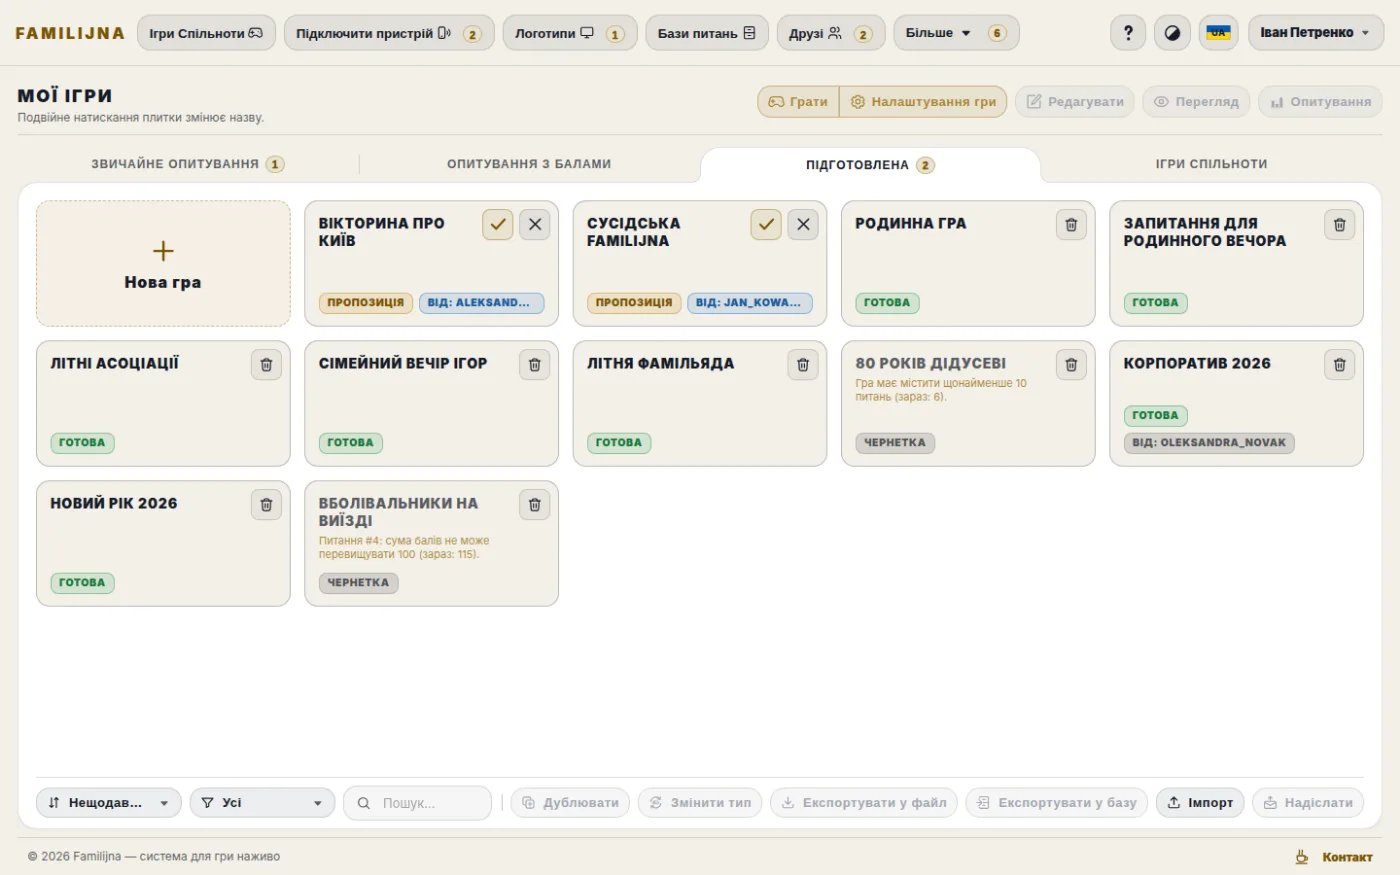 FAMILIJNA
Ігри Спільноти
Підключити пристрій 2
Логотипи 1
Бази питань
Друзі 2
Більше 6
?
UA
Іван Петренко
МОЇ ІГРИ
Подвійне натискання плитки змінює назву.
Грати
Налаштування гри
Редагувати
Перегляд
Опитування
ЗВИЧАЙНЕ ОПИТУВАННЯ 1
ОПИТУВАННЯ З БАЛАМИ
ПІДГОТОВЛЕНА 2
ІГРИ СПІЛЬНОТИ
Нова гра
ВІКТОРИНА ПРО
КИЇВ
ПРОПОЗИЦІЯ
ВІД: ALEKSAND...
СУСІДСЬКА
FAMILIJNA
ПРОПОЗИЦІЯ
ВІД: JAN_KOWA...
РОДИННА ГРА
ГОТОВА
ЗАПИТАННЯ ДЛЯ
РОДИННОГО ВЕЧОРА
ГОТОВА
ЛІТНІ АСОЦІАЦІЇ
ГОТОВА
СІМЕЙНИЙ ВЕЧІР ІГОР
ГОТОВА
ЛІТНЯ ФАМІЛЬЯДА
ГОТОВА
80 РОКІВ ДІДУСЕВІ
Гра має містити щонайменше 10
питань (зараз: 6).
ЧЕРНЕТКА
КОРПОРАТИВ 2026
ГОТОВА
ВІД: OLEKSANDRA_NOVAK
НОВИЙ РІК 2026
ГОТОВА
ВБОЛІВАЛЬНИКИ НА
ВИЇЗДІ
Питання #4: сума балів не може
перевищувати 100 (зараз: 115).
ЧЕРНЕТКА
Нещодав...
Усі
Пошук...
Дублювати
Змінити тип
Експортувати у файл
Експортувати у базу
Імпорт
Надіслати
© 2026 Familijna — система для гри наживо
Контакт